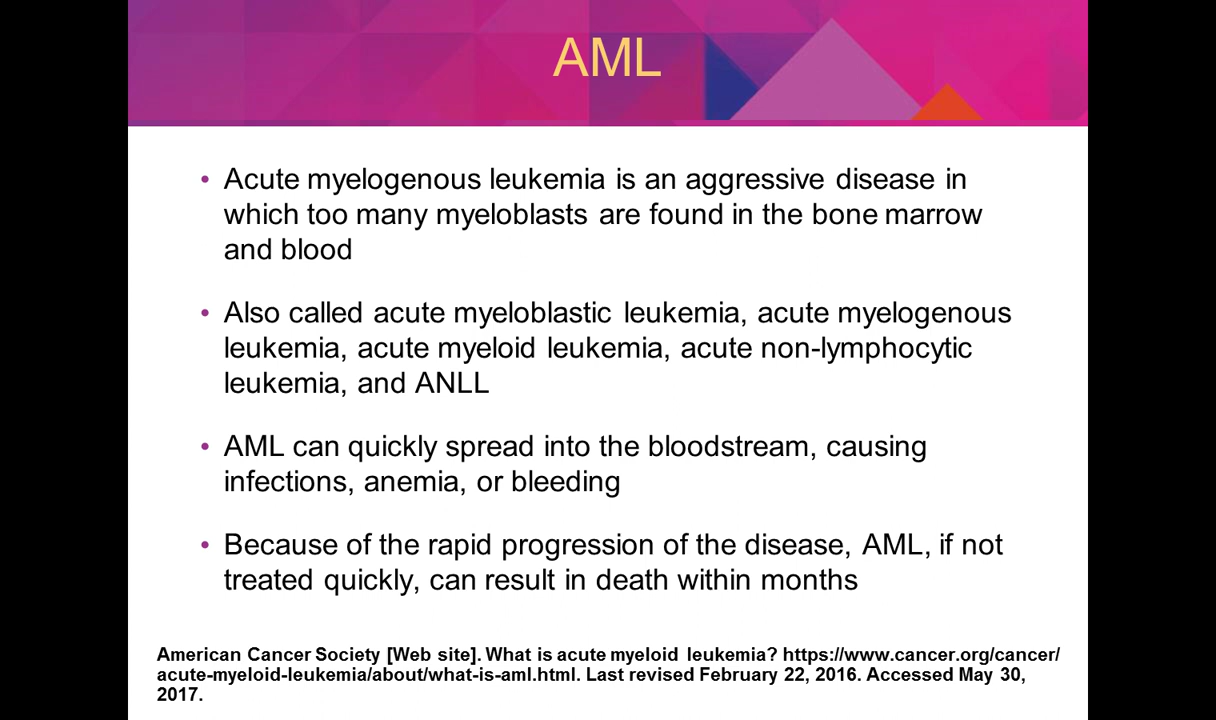 AML
• Acute myelogenous leukemia is an aggressive disease in
which too many myeloblasts are found in the bone marrow
and blood
• Also called acute myeloblastic leukemia, acute myelogenous
leukemia, acute myeloid leukemia, acute non-lymphocytic
leukemia, and ANLL
• AML can quickly spread into the bloodstream, causing
infections, anemia, or bleeding
• Because of the rapid progression of the disease, AML, if not
treated quickly, can result in death within months
American Cancer Society [Web site]. What is acute myeloid leukemia? https://www.cancer.org/cancer/
acute-myeloid-leukemia/about/what-is-aml.html. Last revised February 22, 2016. Accessed May 30,
2017.